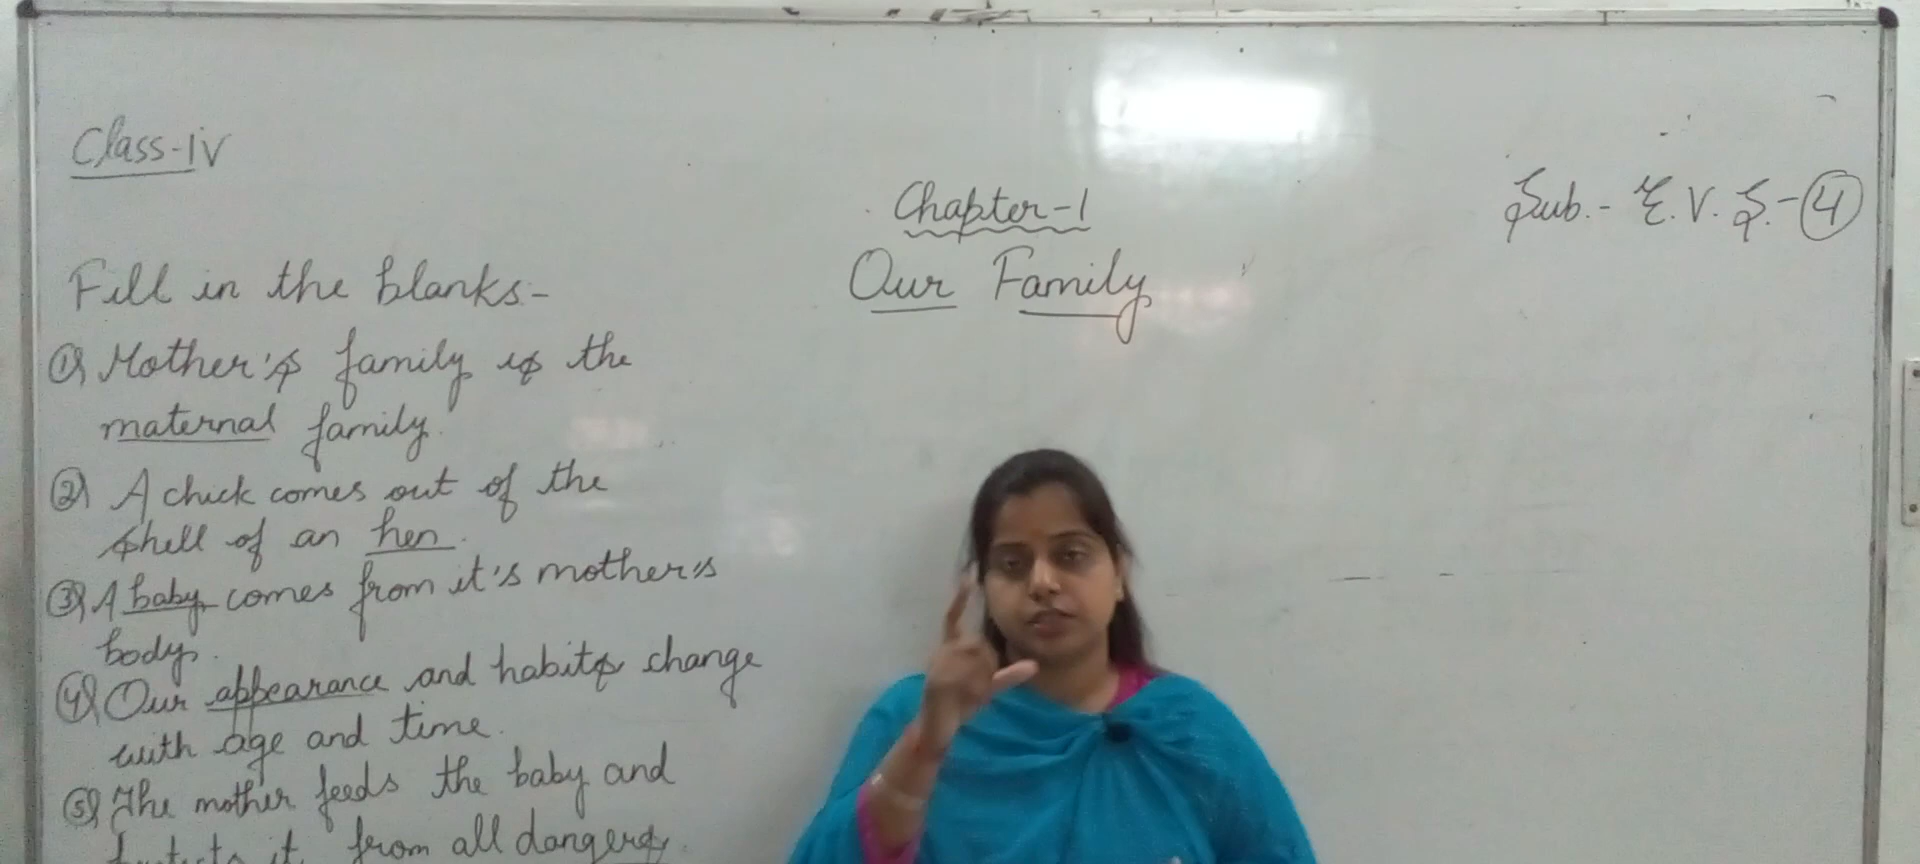 Class-IV
Sub.- E.V.S.-4
Chapter-1
Our Family
Fill in the blanks:-
1) Mother's family is the
maternal family.
2) A chick comes out of the
shell of an hen.
3) A baby comes from it's mother's
body.
4) Our appearance and habits change
with age and time.
5) The mother feeds the baby and
protects it from all dangers.